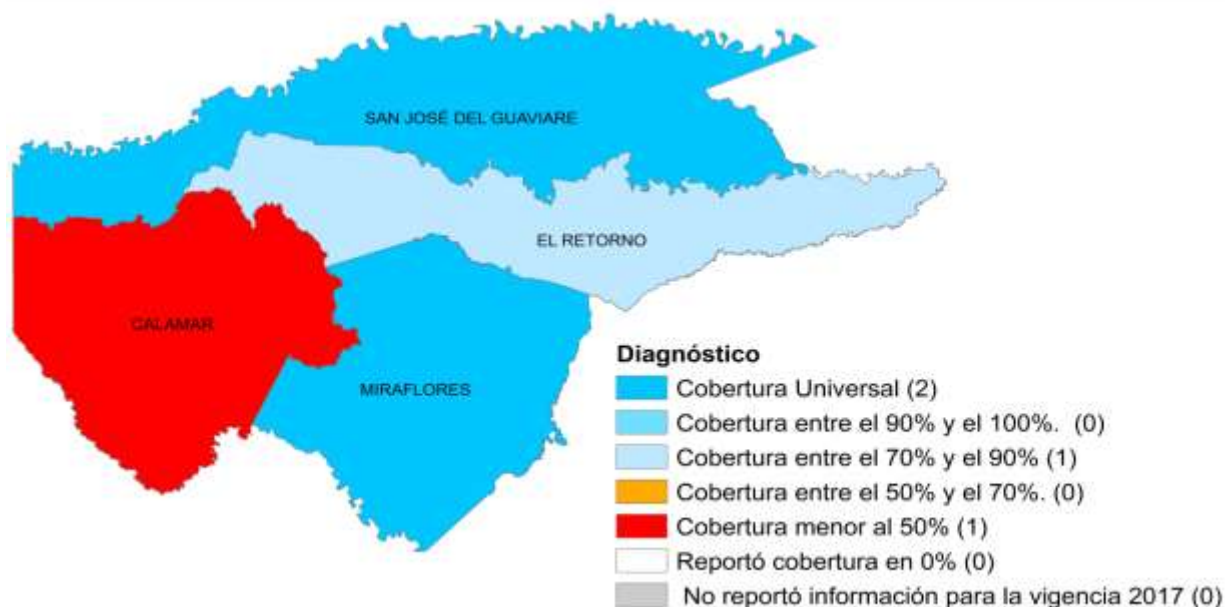 SAN JOSÉ DEL GUAVIARE
EL RETORNO
CALAMAR
MIRAFLORES
Diagnóstico
Cobertura Universal (2)
Cobertura entre el 90% y el 100%. (0)
Cobertura entre el 70% y el 90% (1)
Cobertura entre el 50% y el 70%. (0)
Cobertura menor al 50% (1)
Reportó cobertura en 0% (0)
No reportó información para la vigencia 2017 (0)